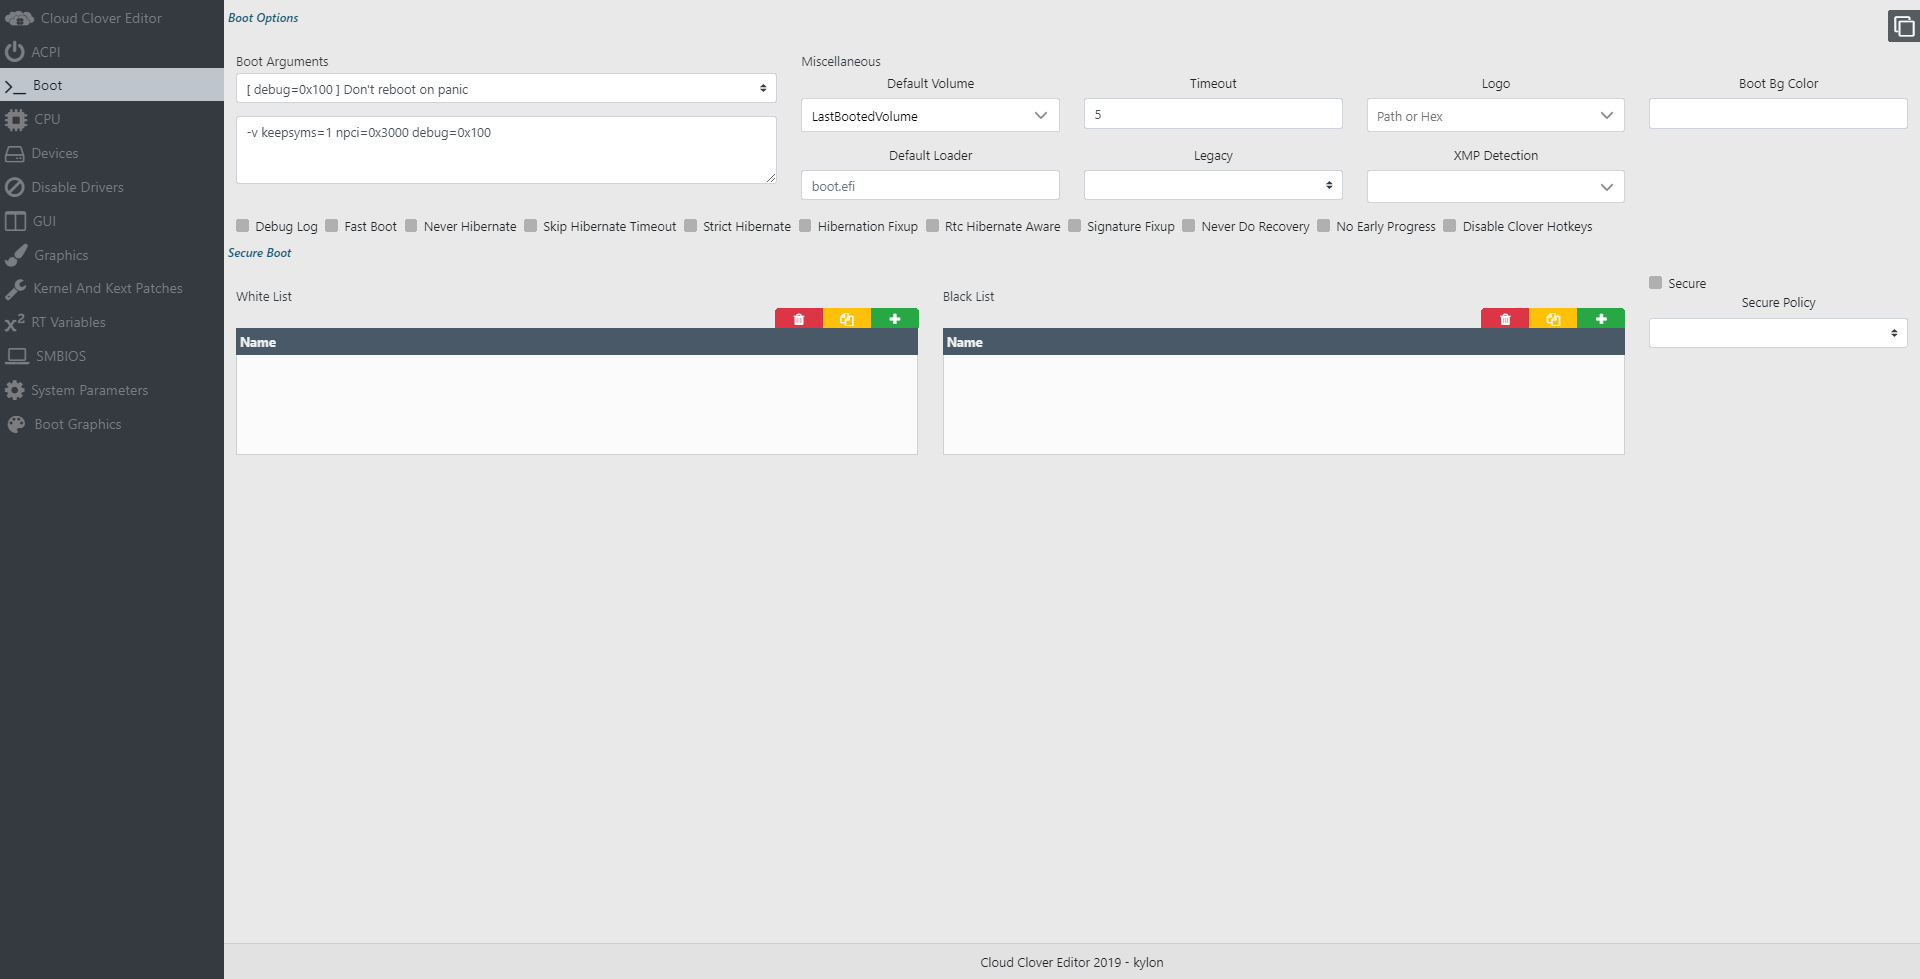 Cloud Clover Editor
ACPI
Boot
CPU
Devices
Disable Drivers
GUI
Graphics
Kernel And Kext Patches
RT Variables
SMBIOS
System Parameters
Boot Graphics
Boot Options
Boot Arguments
[ debug=0x100 ] Don't reboot on panic
-v keepsyms=1 npci=0x3000 debug=0x100
Miscellaneous
Default Volume Timeout Logo Boot Bg Color
LastBootedVolume 5 Path or Hex
Default Loader Legacy XMP Detection
boot.efi
Debug Log Fast Boot Never Hibernate Skip Hibernate Timeout Strict Hibernate Hibernation Fixup Rtc Hibernate Aware Signature Fixup Never Do Recovery No Early Progress Disable Clover Hotkeys
Secure Boot
White List Black List
Name Name
Secure
Secure Policy
Cloud Clover Editor 2019 - kylon